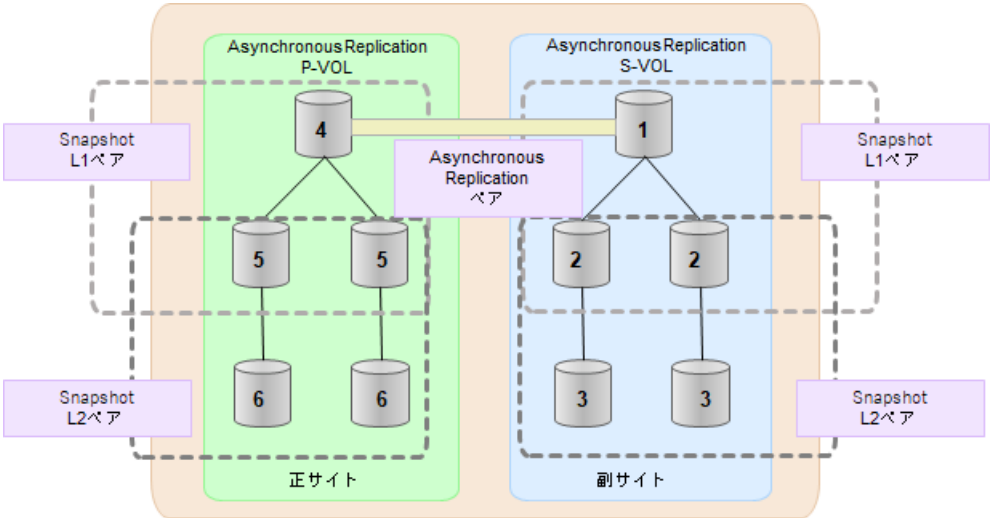 Asynchronous Replication
P-VOL
Asynchronous Replication
S-VOL
4
1
Snapshot
L1ペア
Asynchronous
Replication
ペア
Snapshot
L1ペア
5
5
2
2
6
6
3
3
Snapshot
L2ペア
Snapshot
L2ペア
正サイト
副サイト